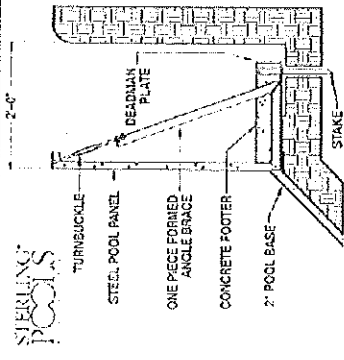 STERLING
POOLS
2'-0"
TURNBUCKLE
STEEL POOL PANEL
DEADMAN
PLATE
ONE PIECE FORMED
ANGLE BRACE
CONCRETE FOOTER
2" POOL BASE
STAKE